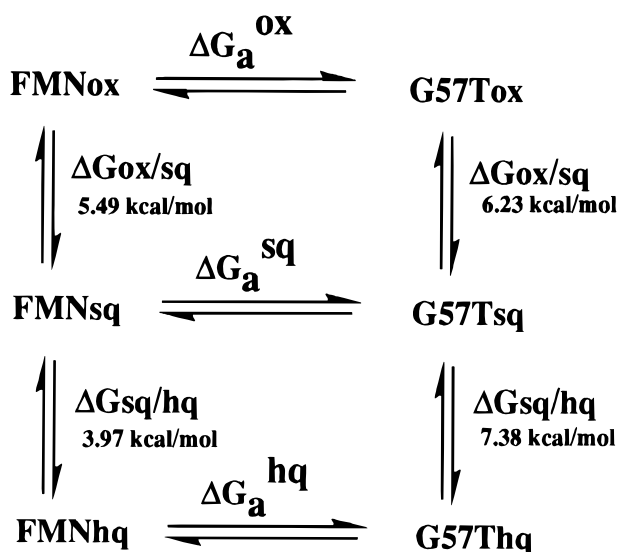 ΔGa^ox
FMNox G57Tox
ΔGox/sq ΔGox/sq
5.49 kcal/mol 6.23 kcal/mol
ΔGa^sq
FMNsq G57Tsq
ΔGsq/hq ΔGsq/hq
3.97 kcal/mol 7.38 kcal/mol
ΔGa^hq
FMNhq G57Thq